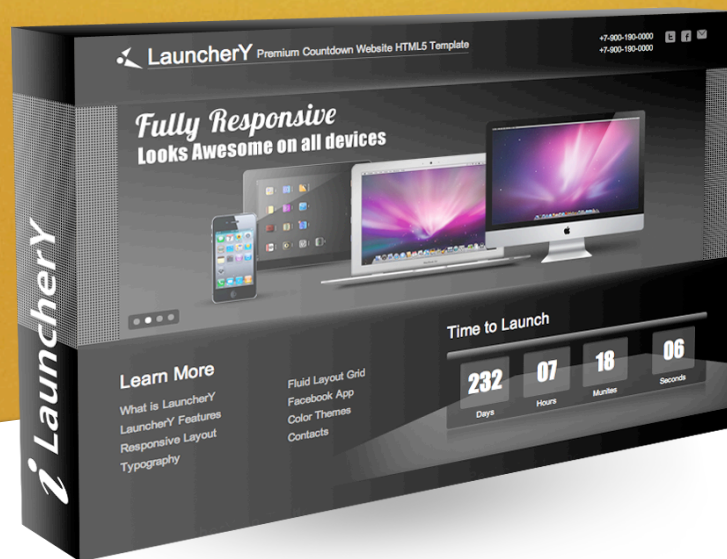 LauncherY Premium Countdown Website HTML5 Template
+7-900-190-0000
+7-900-190-0000
Fully Responsive
Looks Awesome on all devices
i LauncherY
Time to Launch
232 07 18 06
Days Hours Munites Seconds
Learn More
What is LauncherY
LauncherY Features
Responsive Layout
Typography
Fluid Layout Grid
Facebook App
Color Themes
Contacts